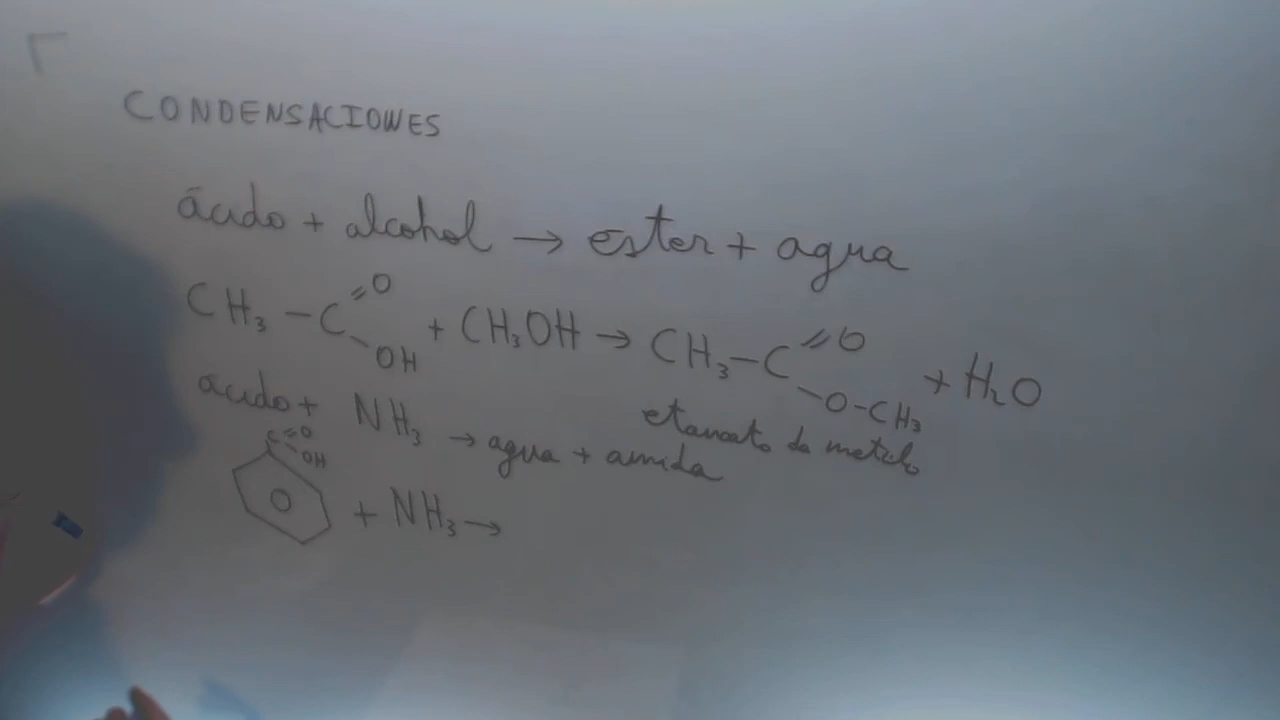 CONDENSACIONES
ácido + alcohol → ester + agua
CH₃–C=O OH + CH₃OH → CH₃–C=O O–CH₃ + H₂O
etanoato de metilo
ácido + NH₃ → agua + amida
C=O OH + NH₃ →